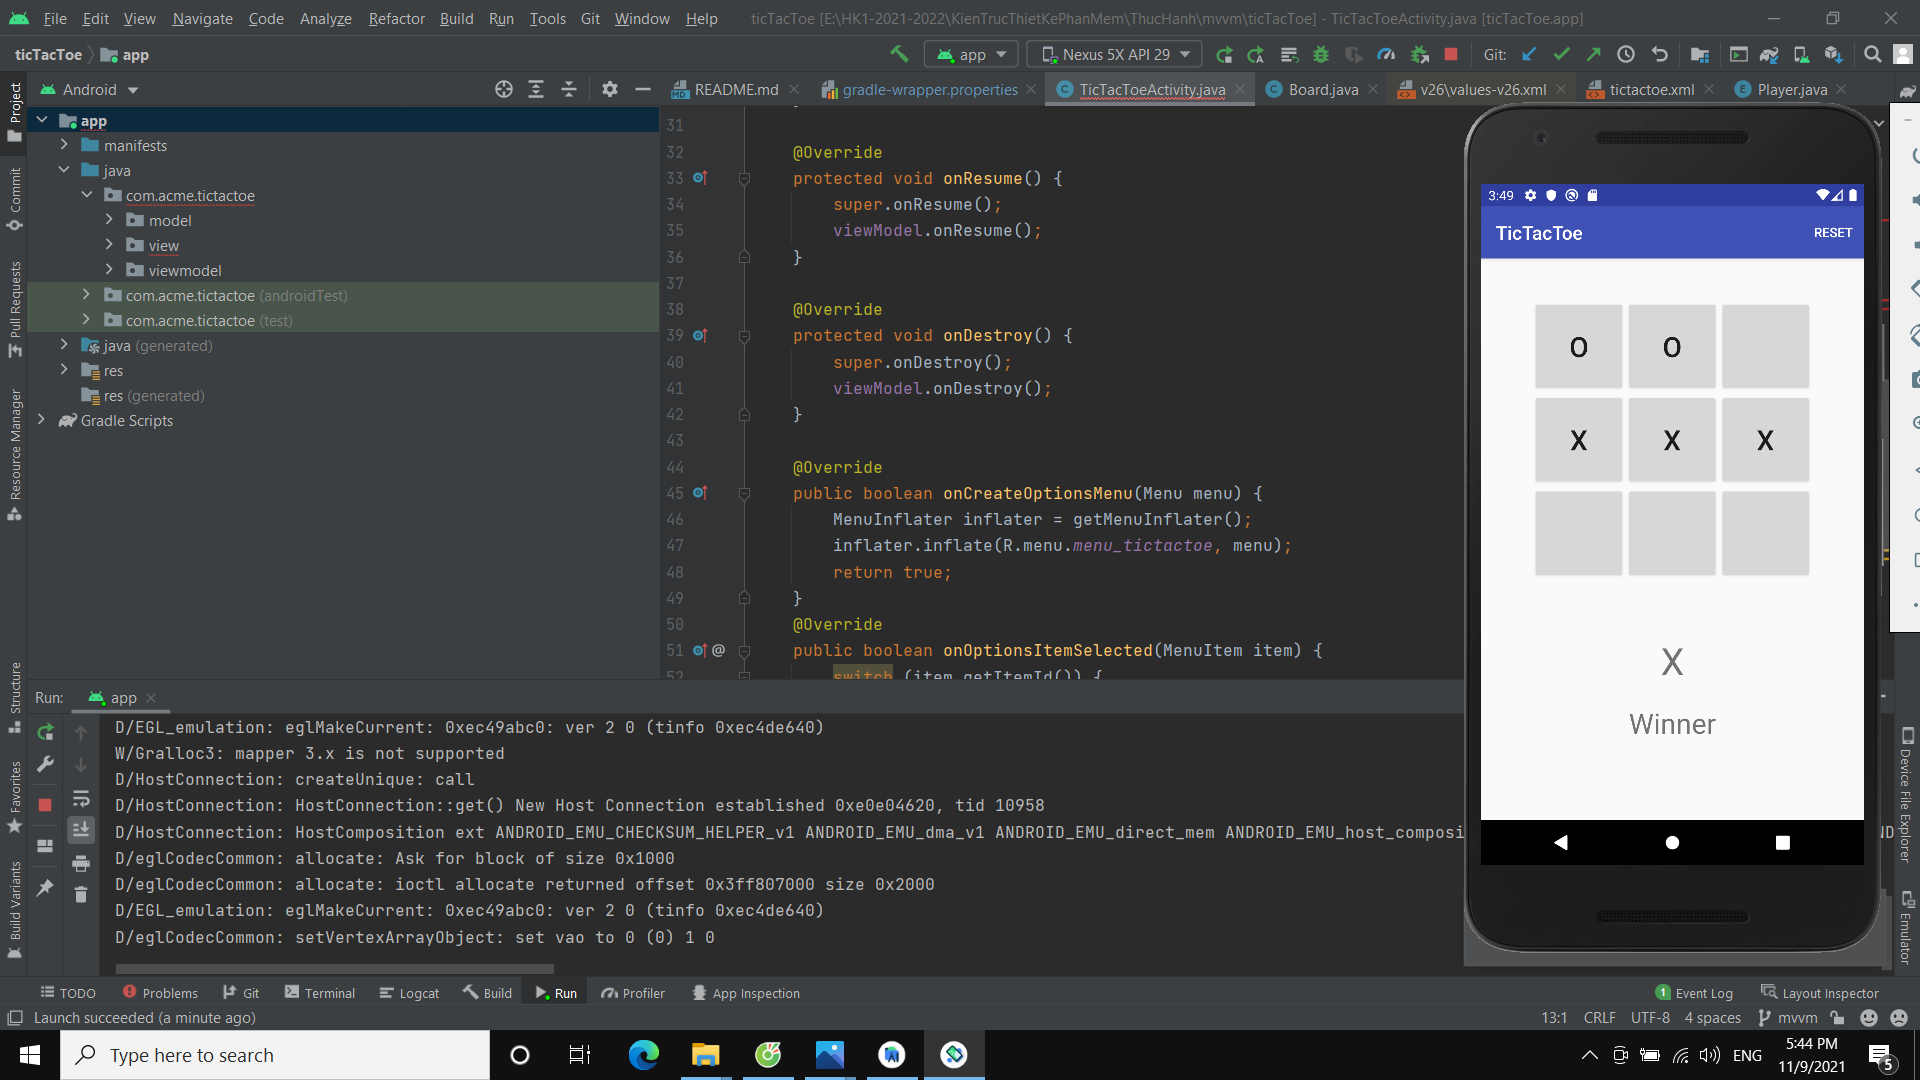 File Edit View Navigate Code Analyze Refactor Build Run Tools Git Window Help ticTacToe [E:\HK1-2021-2022\KienTrucThietKePhanMem\ThucHanh\mvvm\ticTacToe] - TicTacToeActivity.java [ticTacToe.app]
ticTacToe app app Nexus 5X API 29 Git:
Android README.md gradle-wrapper.properties TicTacToeActivity.java Board.java v26\values-v26.xml tictactoe.xml Player.java
Project
Commit
Pull Requests
Resource Manager
Structure
Favorites
Build Variants
app
manifests
java
com.acme.tictactoe
model
view
viewmodel
com.acme.tictactoe (androidTest)
com.acme.tictactoe (test)
java (generated)
res
res (generated)
Gradle Scripts
31
32 @Override
33 protected void onResume() {
34 super.onResume();
35 viewModel.onResume();
36 }
37
38 @Override
39 protected void onDestroy() {
40 super.onDestroy();
41 viewModel.onDestroy();
42 }
43
44 @Override
45 public boolean onCreateOptionsMenu(Menu menu) {
46 MenuInflater inflater = getMenuInflater();
47 inflater.inflate(R.menu.menu_tictactoe, menu);
48 return true;
49 }
50 @Override
51 @ public boolean onOptionsItemSelected(MenuItem item) {
52 switch (item.getItemId()) {
3:49
TicTacToe RESET
O O
X X X
X
Winner
Run: app
D/EGL_emulation: eglMakeCurrent: 0xec49abc0: ver 2 0 (tinfo 0xec4de640)
W/Gralloc3: mapper 3.x is not supported
D/HostConnection: createUnique: call
D/HostConnection: HostConnection::get() New Host Connection established 0xe0e04620, tid 10958
D/HostConnection: HostComposition ext ANDROID_EMU_CHECKSUM_HELPER_v1 ANDROID_EMU_dma_v1 ANDROID_EMU_direct_mem ANDROID_EMU_host_composi ND
D/eglCodecCommon: allocate: Ask for block of size 0x1000
D/eglCodecCommon: allocate: ioctl allocate returned offset 0x3ff807000 size 0x2000
D/EGL_emulation: eglMakeCurrent: 0xec49abc0: ver 2 0 (tinfo 0xec4de640)
D/eglCodecCommon: setVertexArrayObject: set vao to 0 (0) 1 0
Device File Explorer
Emulator
TODO Problems Git Terminal Logcat Build Run Profiler App Inspection 1 Event Log Layout Inspector
Launch succeeded (a minute ago) 13:1 CRLF UTF-8 4 spaces mvvm
Type here to search ENG 5:44 PM
11/9/2021 5